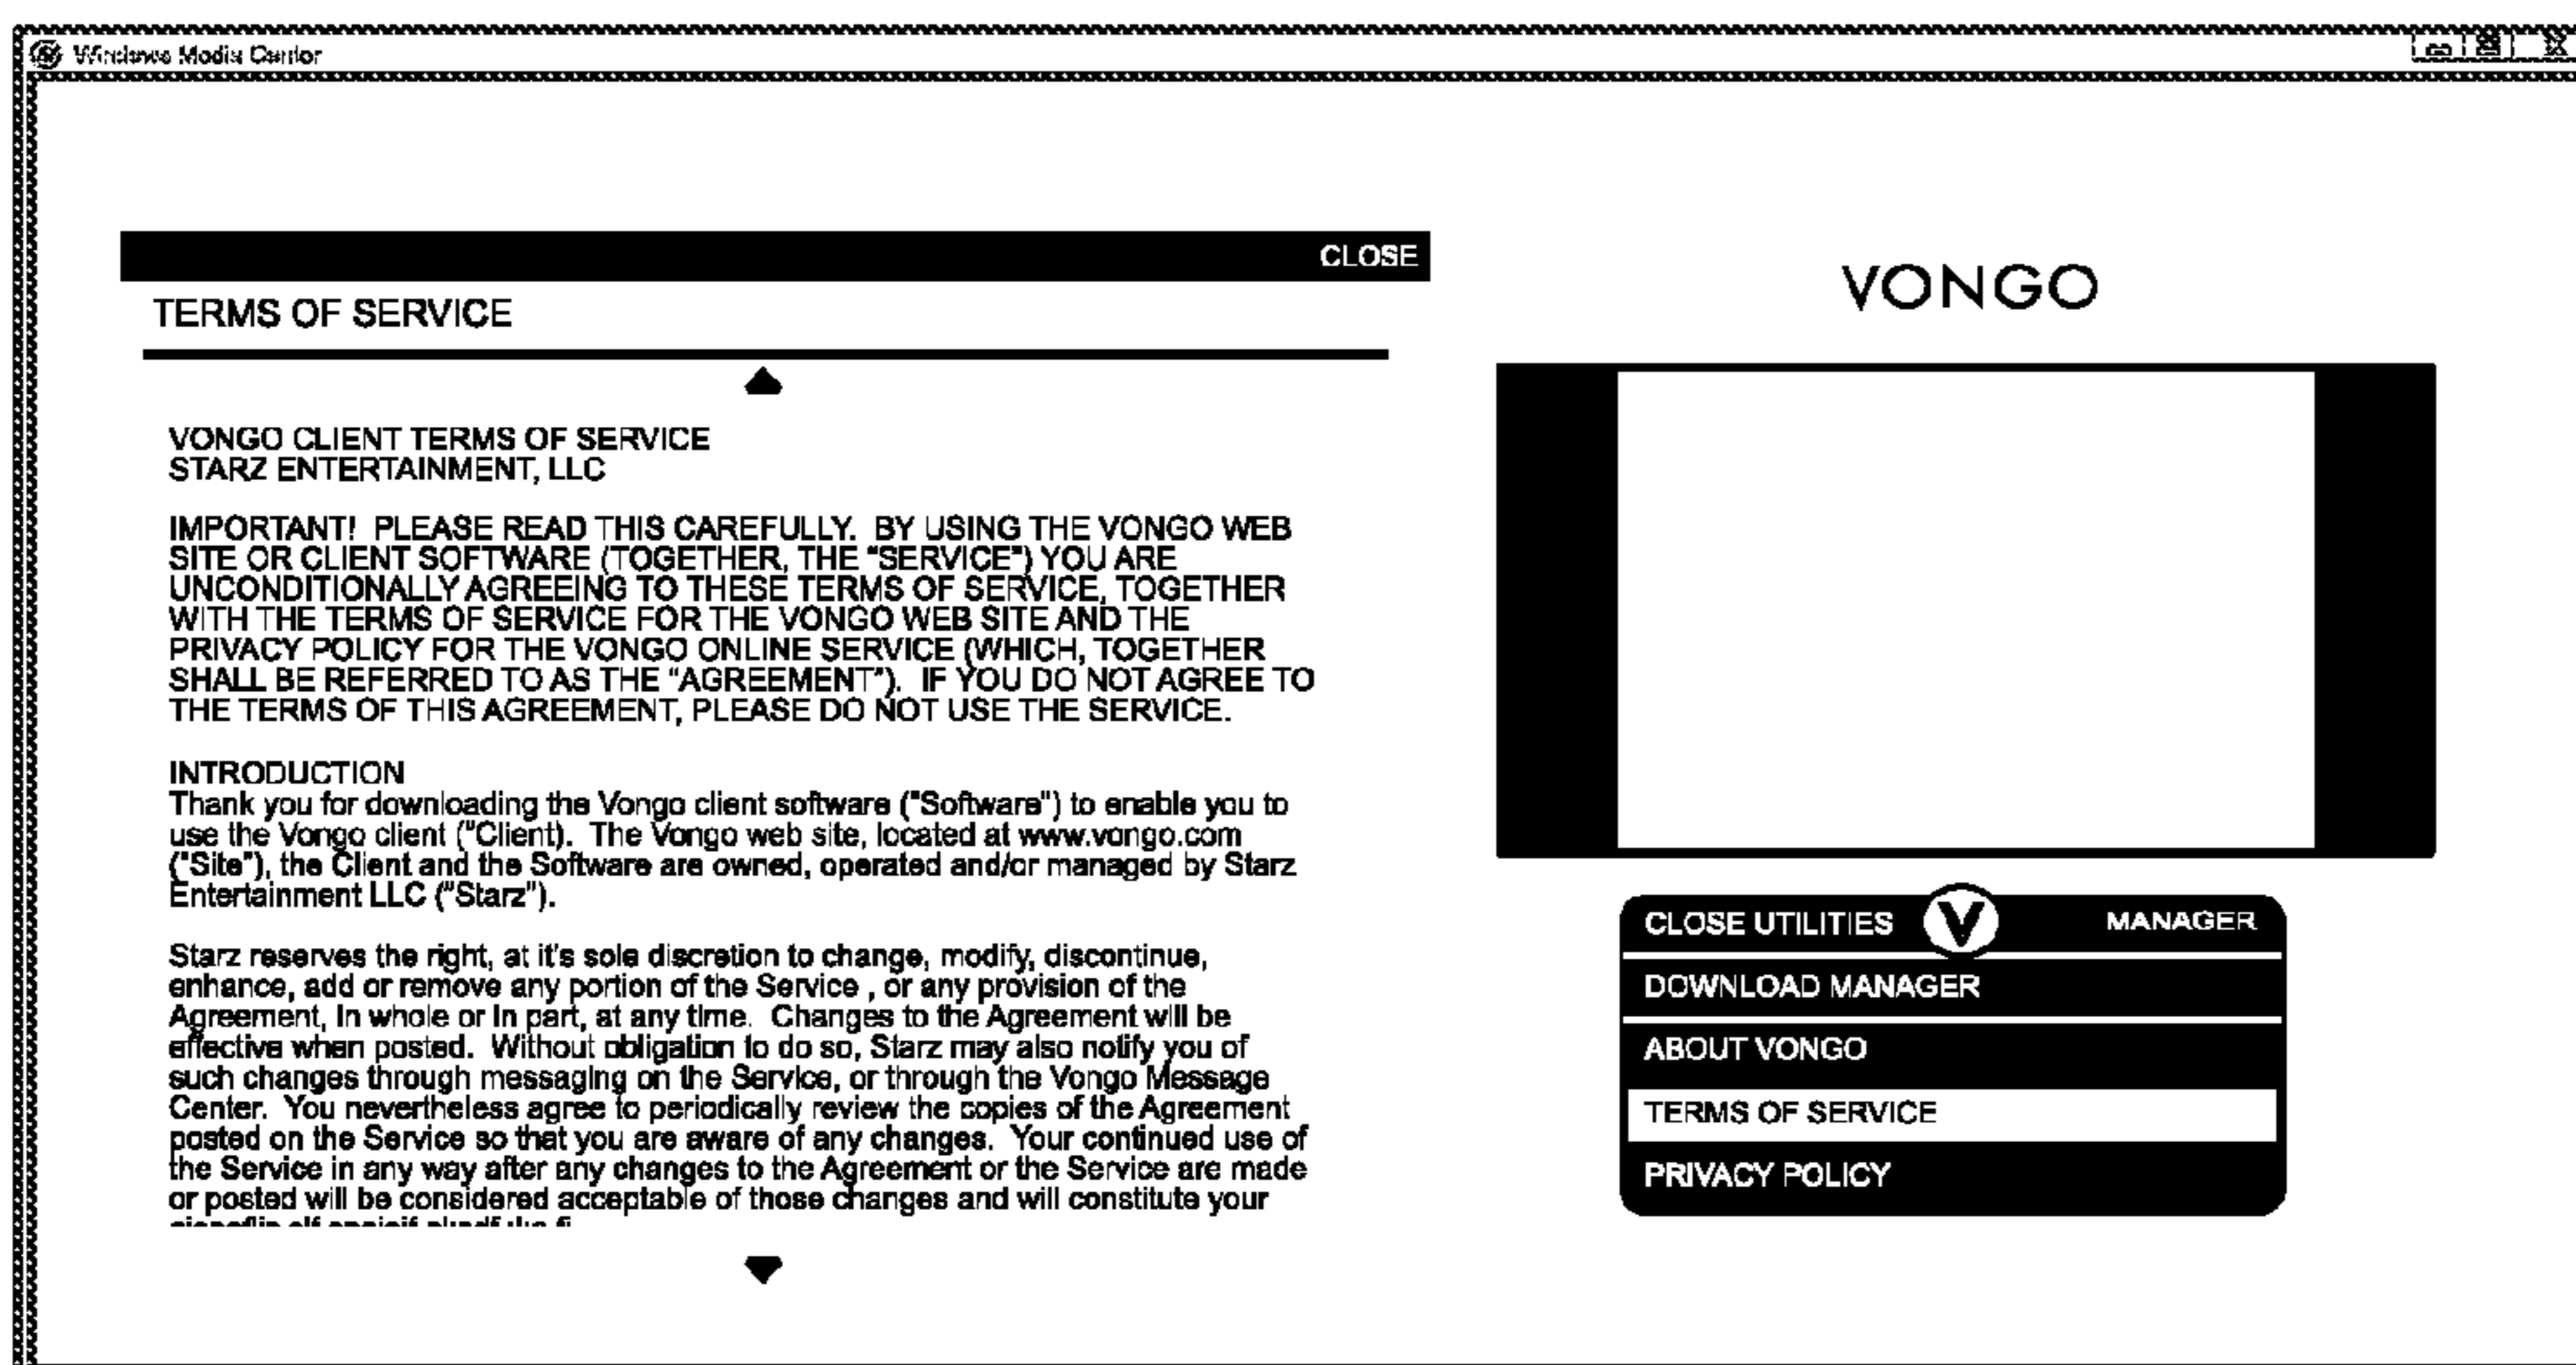 Windows Media Center
CLOSE
TERMS OF SERVICE
VONGO CLIENT TERMS OF SERVICE
STARZ ENTERTAINMENT, LLC
IMPORTANT!  PLEASE READ THIS CAREFULLY.  BY USING THE VONGO WEB
SITE OR CLIENT SOFTWARE (TOGETHER, THE "SERVICE") YOU ARE
UNCONDITIONALLY AGREEING TO THESE TERMS OF SERVICE, TOGETHER
WITH THE TERMS OF SERVICE FOR THE VONGO WEB SITE AND THE
PRIVACY POLICY FOR THE VONGO ONLINE SERVICE (WHICH, TOGETHER
SHALL BE REFERRED TO AS THE "AGREEMENT").  IF YOU DO NOT AGREE TO
THE TERMS OF THIS AGREEMENT, PLEASE DO NOT USE THE SERVICE.
INTRODUCTION
Thank you for downloading the Vongo client software ("Software") to enable you to
use the Vongo client ("Client).  The Vongo web site, located at www.vongo.com
("Site"), the Client and the Software are owned, operated and/or managed by Starz
Entertainment LLC ("Starz").
Starz reserves the right, at it's sole discretion to change, modify, discontinue,
enhance, add or remove any portion of the Service , or any provision of the
Agreement, in whole or in part, at any time.  Changes to the Agreement will be
effective when posted.  Without obligation to do so, Starz may also notify you of
such changes through messaging on the Service, or through the Vongo Message
Center.  You nevertheless agree to periodically review the copies of the Agreement
posted on the Service so that you are aware of any changes.  Your continued use of
the Service in any way after any changes to the Agreement or the Service are made
or posted will be considered acceptable of those changes and will constitute your
VONGO
CLOSE UTILITIES V MANAGER
DOWNLOAD MANAGER
ABOUT VONGO
TERMS OF SERVICE
PRIVACY POLICY